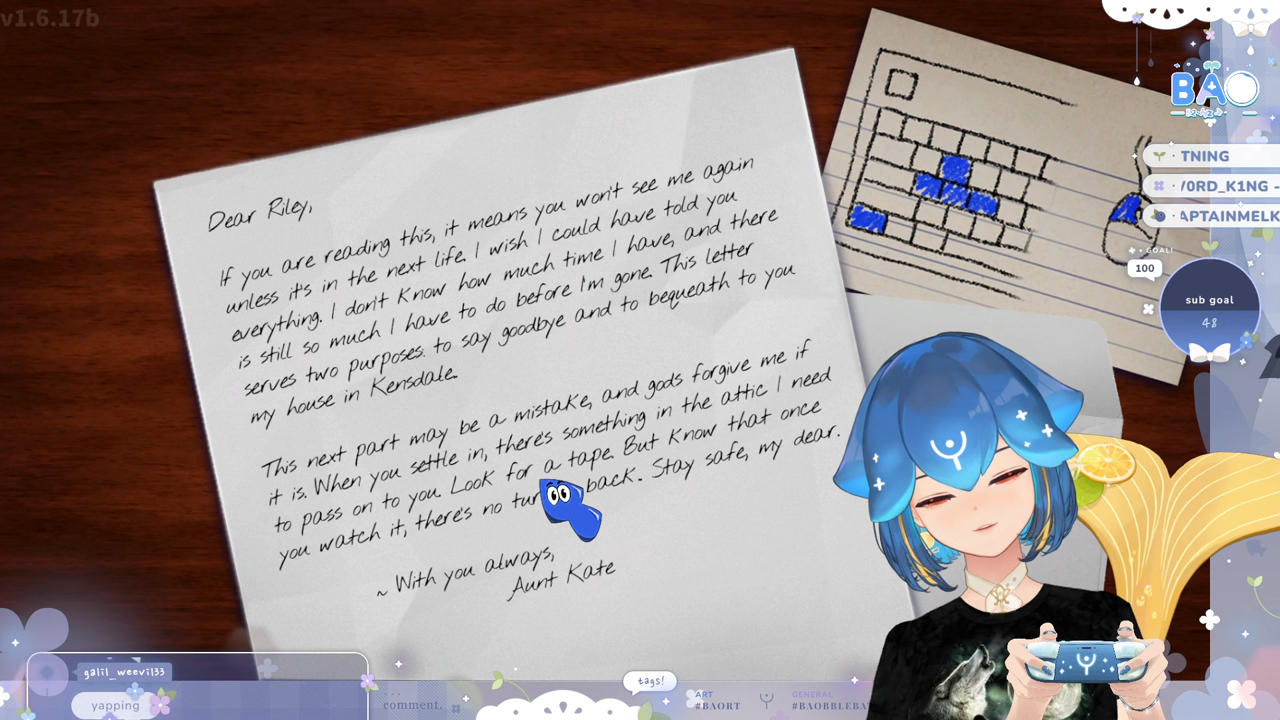 v1.6.17b
Dear Riley,
If you are reading this, it means you won't see me again
unless it's in the next life. I wish I could have told you
everything. I don't know how much time I have, and there
is still so much I have to do before I'm gone. This letter
serves two purposes: to say goodbye and to bequeath to you
my house in Kensdale.
This next part may be a mistake, and gods forgive me if
it is. When you settle in, there's something in the attic I need
to pass on to you. Look for a tape. But know that once
you watch it, there's no back. Stay safe, my dear.
~ With you always,
Aunt Kate
BAO
TNING
/0RD_K1NG -
APTAINMELK
GOAL!
100
sub goal
48
galil_weevil33
yapping
comment.
tags!
ART
#BAORT
GENERAL
#BAOBBLEBA